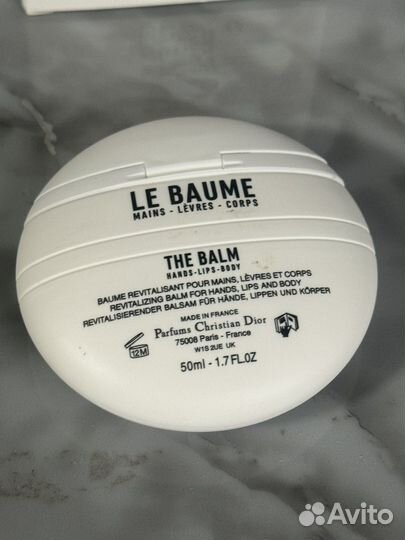 LE BAUME
MAINS - LÈVRES - CORPS
THE BALM
HANDS-LIPS-BODY
BAUME REVITALISANT POUR MAINS, LÈVRES ET CORPS
REVITALIZING BALM FOR HANDS, LIPS AND BODY
REVITALISIERENDER BALSAM FÜR HÄNDE, LIPPEN UND KÖRPER
MADE IN FRANCE
Parfums Christian Dior
75008 Paris - France
W1S 2UE UK
12M
50ml - 1.7 FL.OZ
Avito